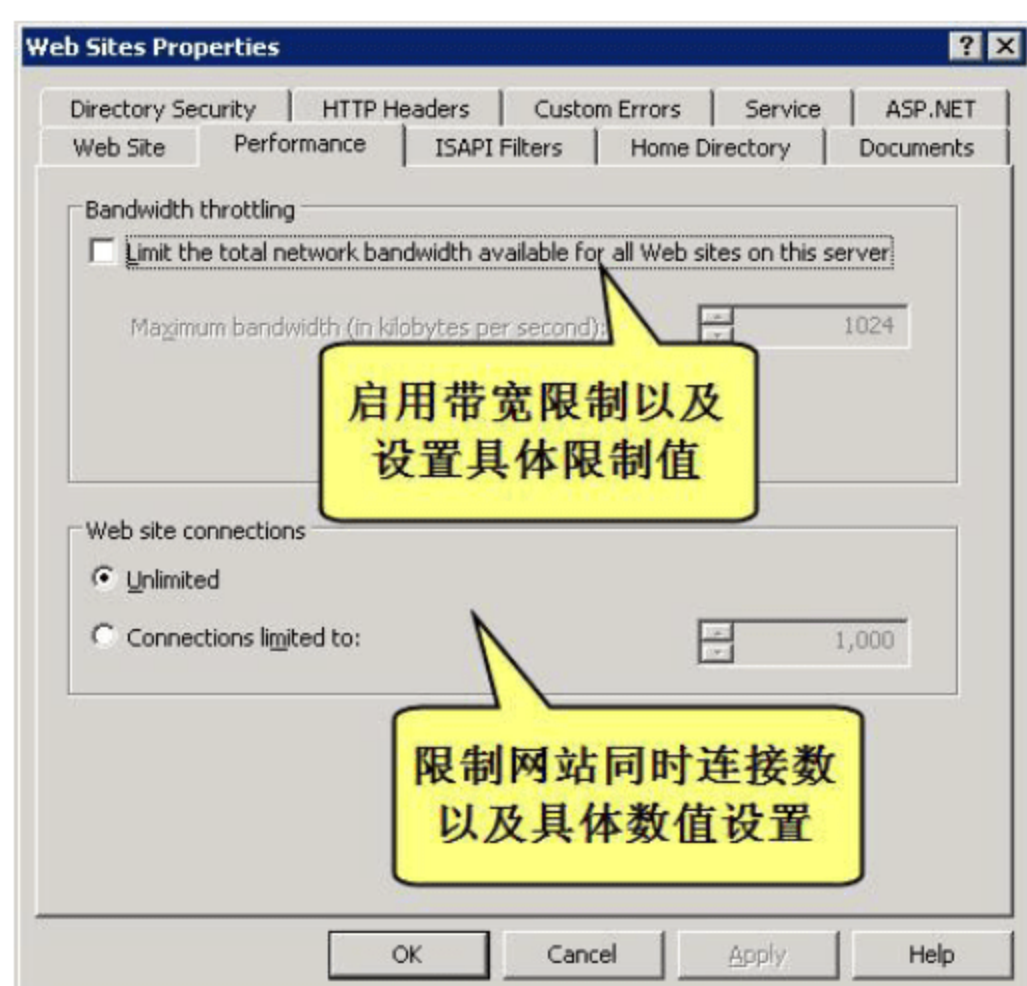 Web Sites Properties
Directory Security HTTP Headers Custom Errors Service ASP.NET
Web Site Performance ISAPI Filters Home Directory Documents
Bandwidth throttling
Limit the total network bandwidth available for all Web sites on this server
Maximum bandwidth (in kilobytes per second): 1024
启用带宽限制以及
设置具体限制值
Web site connections
Unlimited
Connections limited to: 1,000
限制网站同时连接数
以及具体数值设置
OK Cancel Apply Help